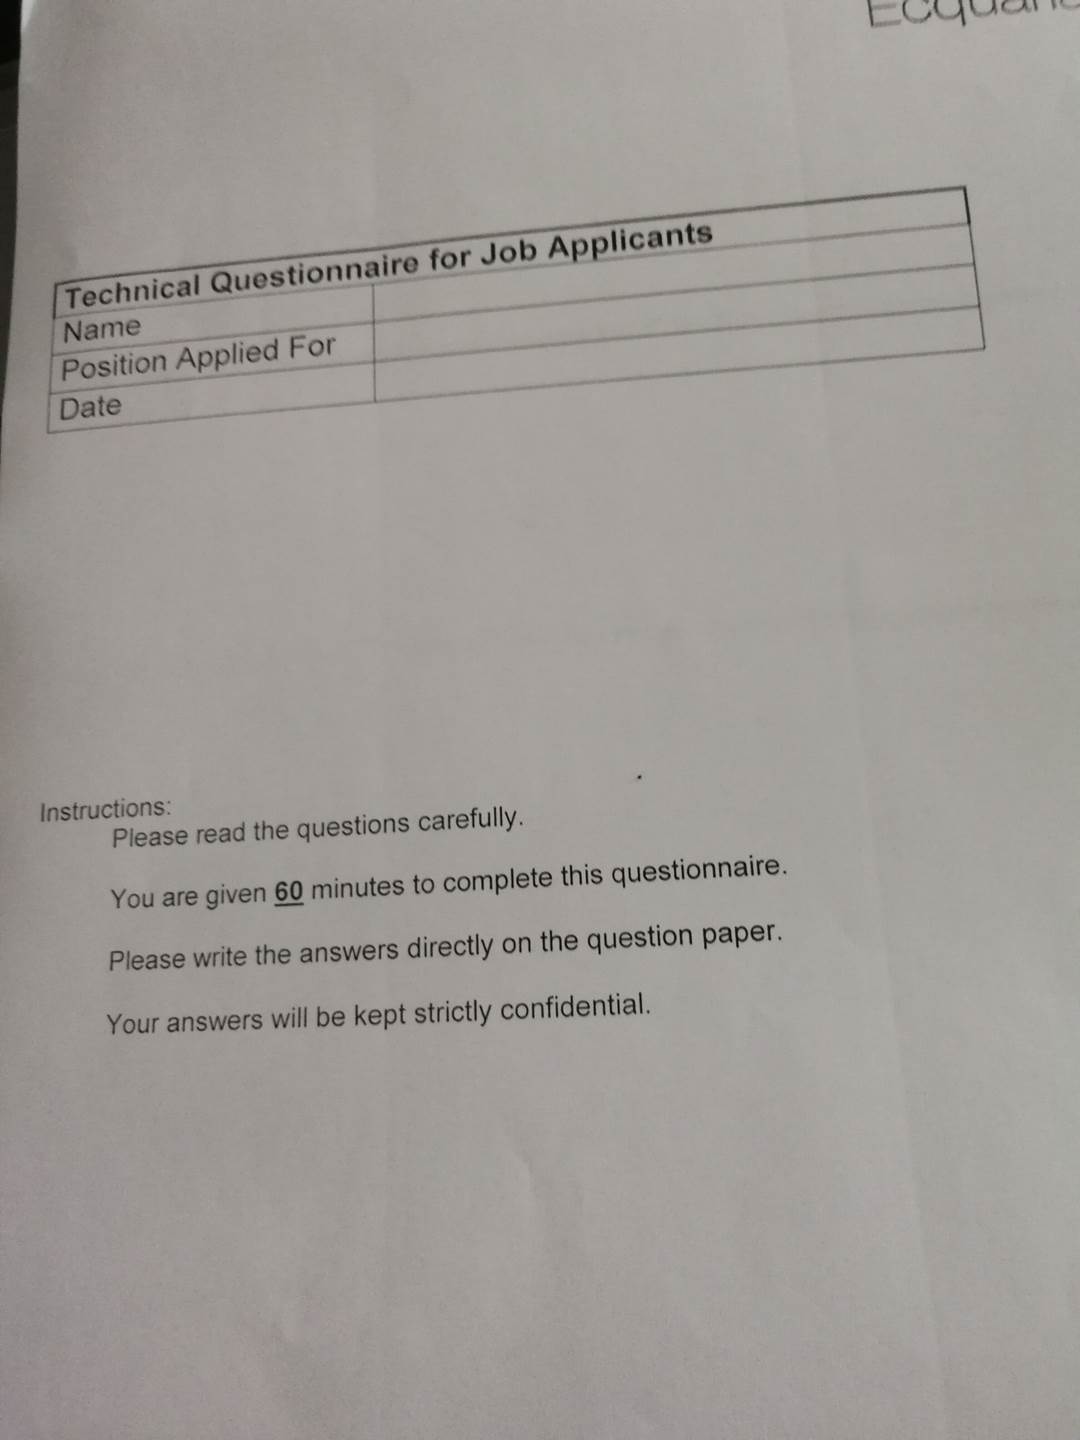 Technical Questionnaire for Job Applicants
Name
Position Applied For
Date
Instructions:
Please read the questions carefully.
You are given 60 minutes to complete this questionnaire.
Please write the answers directly on the question paper.
Your answers will be kept strictly confidential.